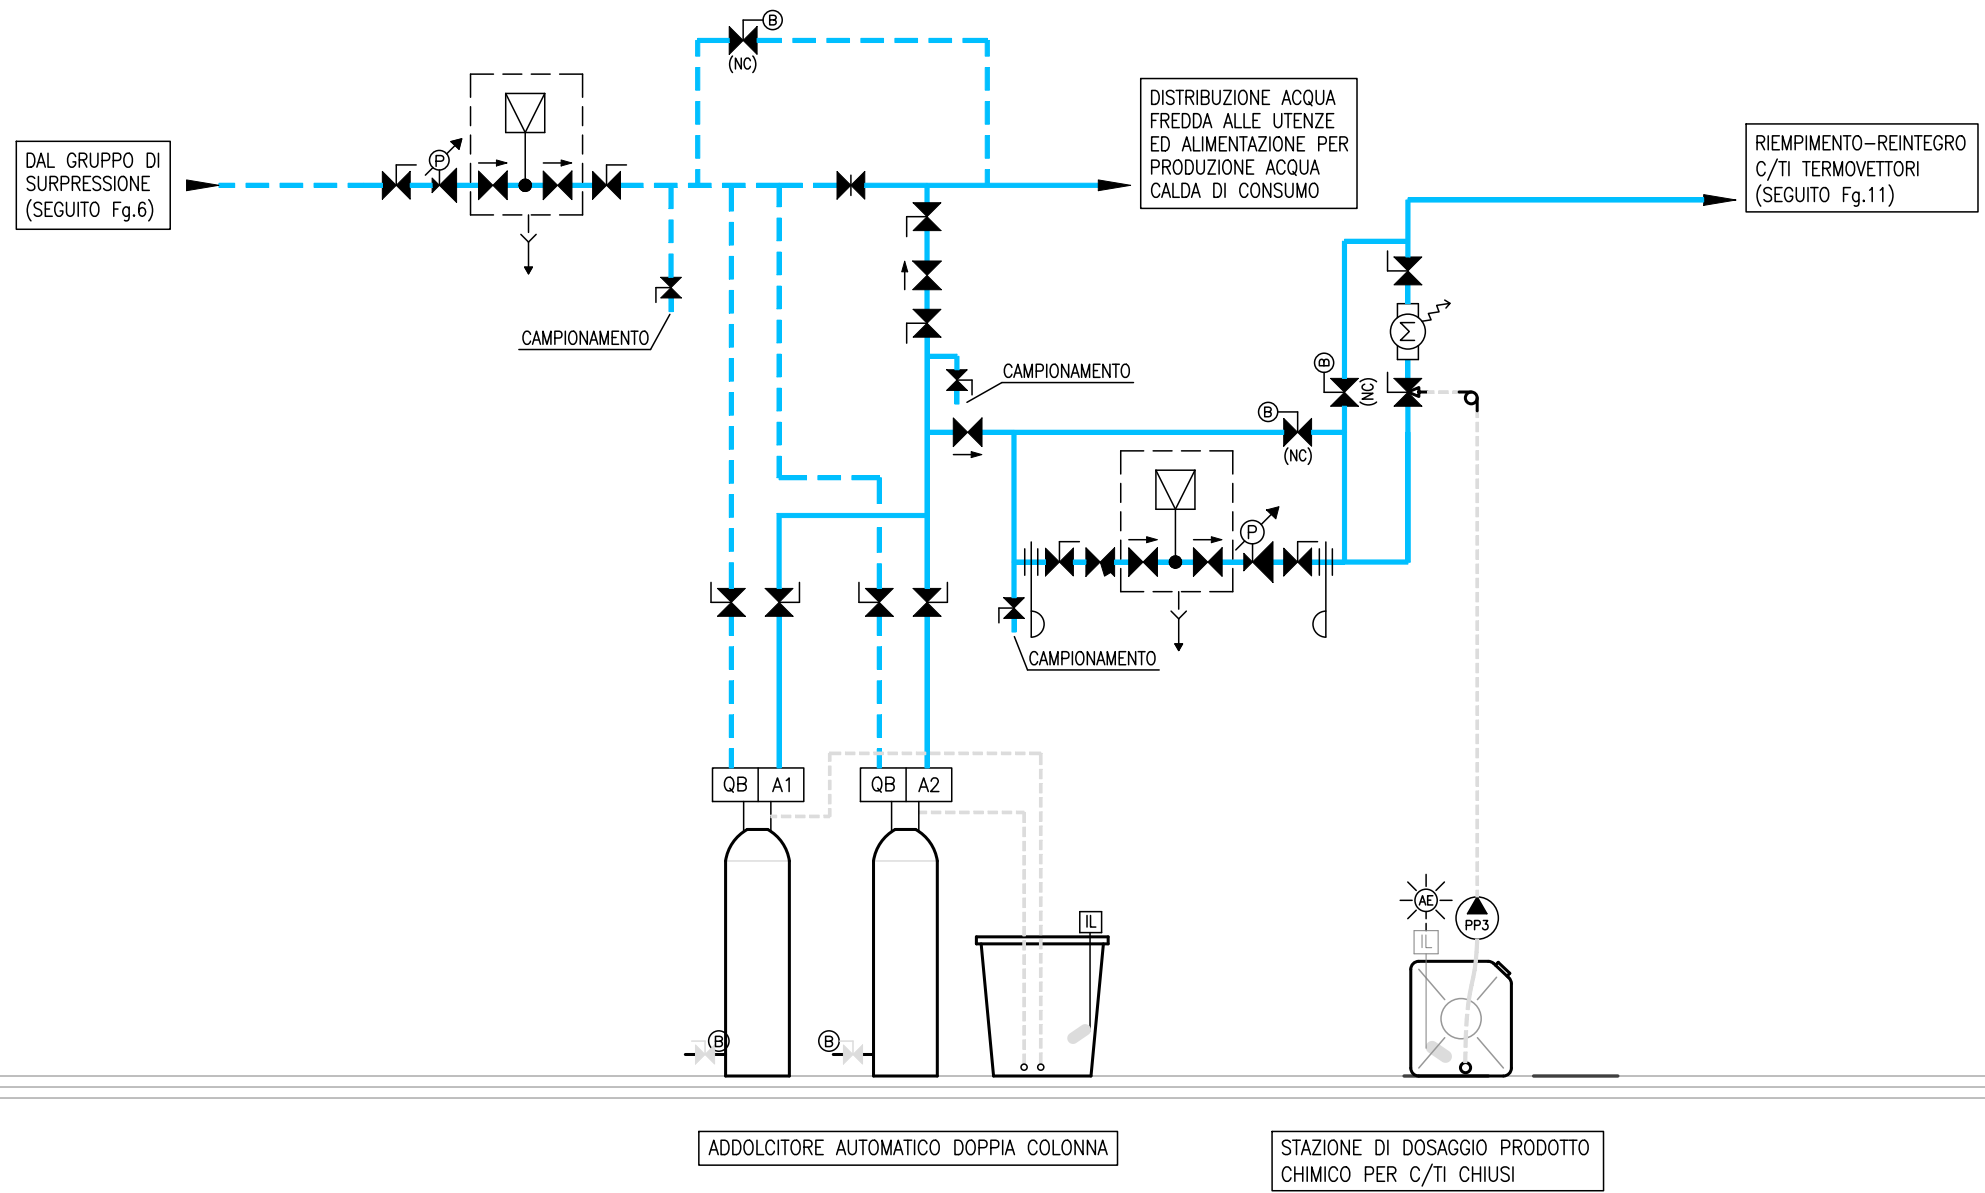 B
(NC)
DAL GRUPPO DI
SURPRESSIONE
(SEGUITO Fg.6)
P
DISTRIBUZIONE ACQUA
FREDDA ALLE UTENZE
ED ALIMENTAZIONE PER
PRODUZIONE ACQUA
CALDA DI CONSUMO
RIEMPIMENTO-REINTEGRO
C/TI TERMOVETTORI
(SEGUITO Fg.11)
CAMPIONAMENTO
CAMPIONAMENTO
Σ
B
(NC)
B
(NC)
P
CAMPIONAMENTO
QB A1
QB A2
IL
AE
PP3
IL
B
B
ADDOLCITORE AUTOMATICO DOPPIA COLONNA
STAZIONE DI DOSAGGIO PRODOTTO
CHIMICO PER C/TI CHIUSI